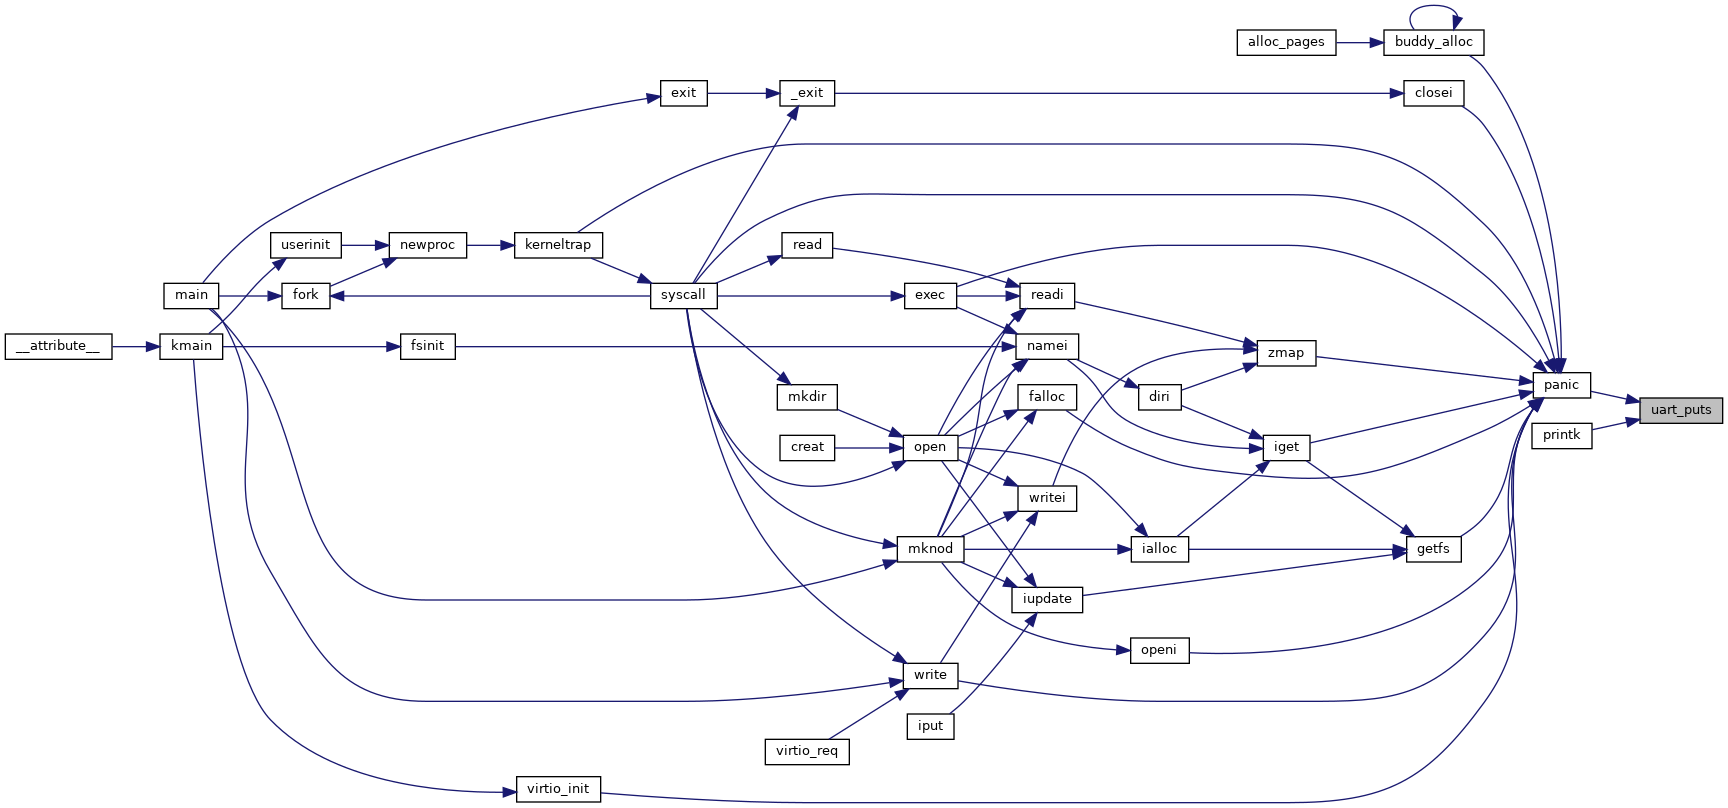 alloc_pages
buddy_alloc
exit
_exit
closei
userinit
newproc
kerneltrap
read
main
fork
syscall
exec
readi
__attribute__
kmain
fsinit
namei
zmap
mkdir
falloc
diri
panic
uart_puts
creat
open
iget
printk
writei
mknod
ialloc
getfs
iupdate
openi
write
iput
virtio_req
virtio_init